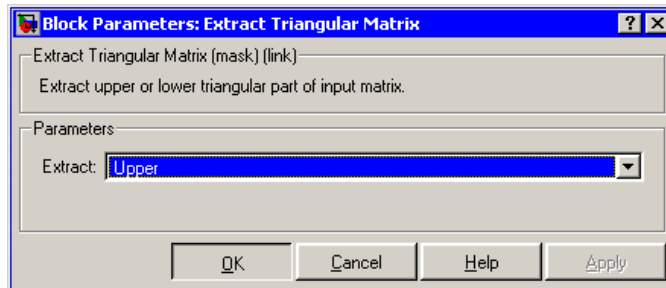 Block Parameters: Extract Triangular Matrix
Extract Triangular Matrix (mask) (link)
Extract upper or lower triangular part of input matrix.
Parameters
Extract: Upper
OK Cancel Help Apply